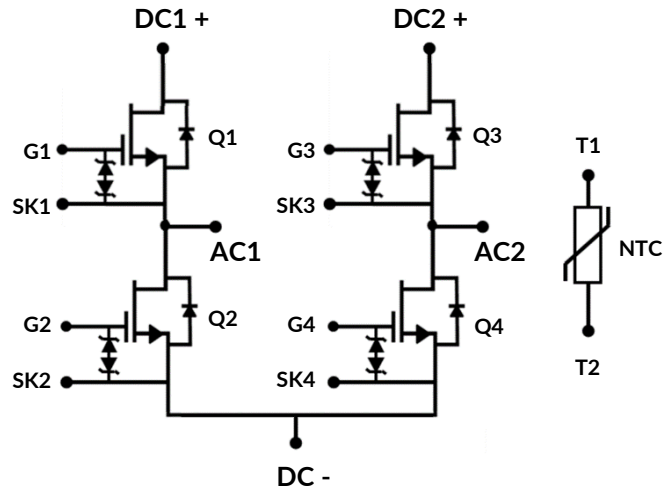 DC1 +
DC2 +
Q1
Q3
G1
G3
T1
SK1
SK3
AC1
AC2
NTC
G2
Q2
G4
Q4
SK2
SK4
T2
DC -